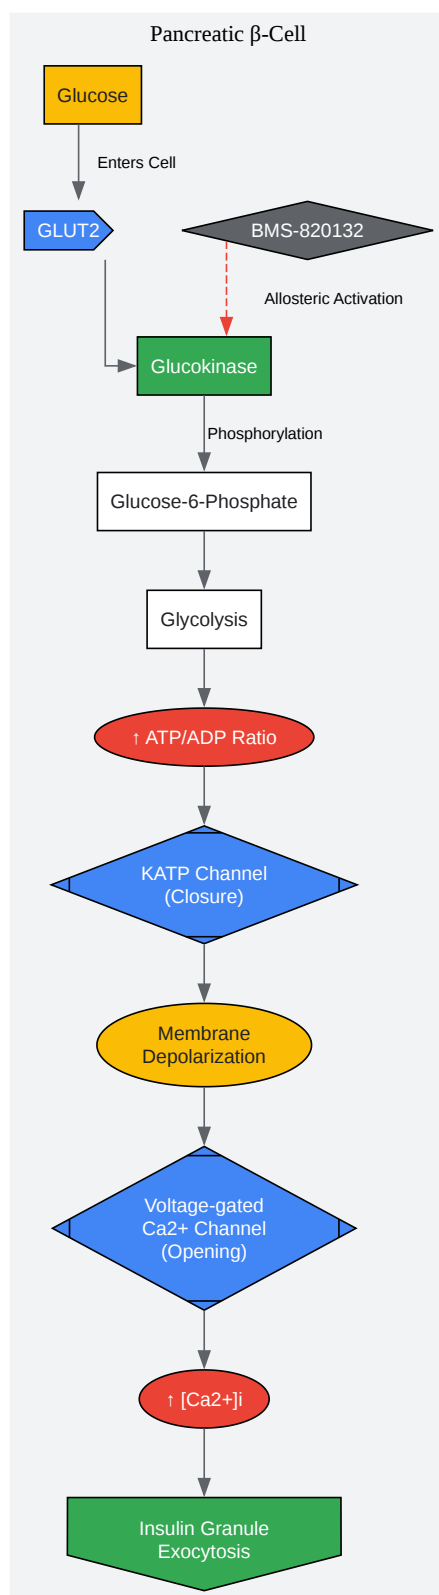 Pancreatic β-Cell
Glucose
Enters Cell
GLUT2
BMS-820132
Allosteric Activation
Glucokinase
Phosphorylation
Glucose-6-Phosphate
Glycolysis
↑ ATP/ADP Ratio
KATP Channel
(Closure)
Membrane
Depolarization
Voltage-gated
Ca2+ Channel
(Opening)
↑ [Ca2+]i
Insulin Granule
Exocytosis